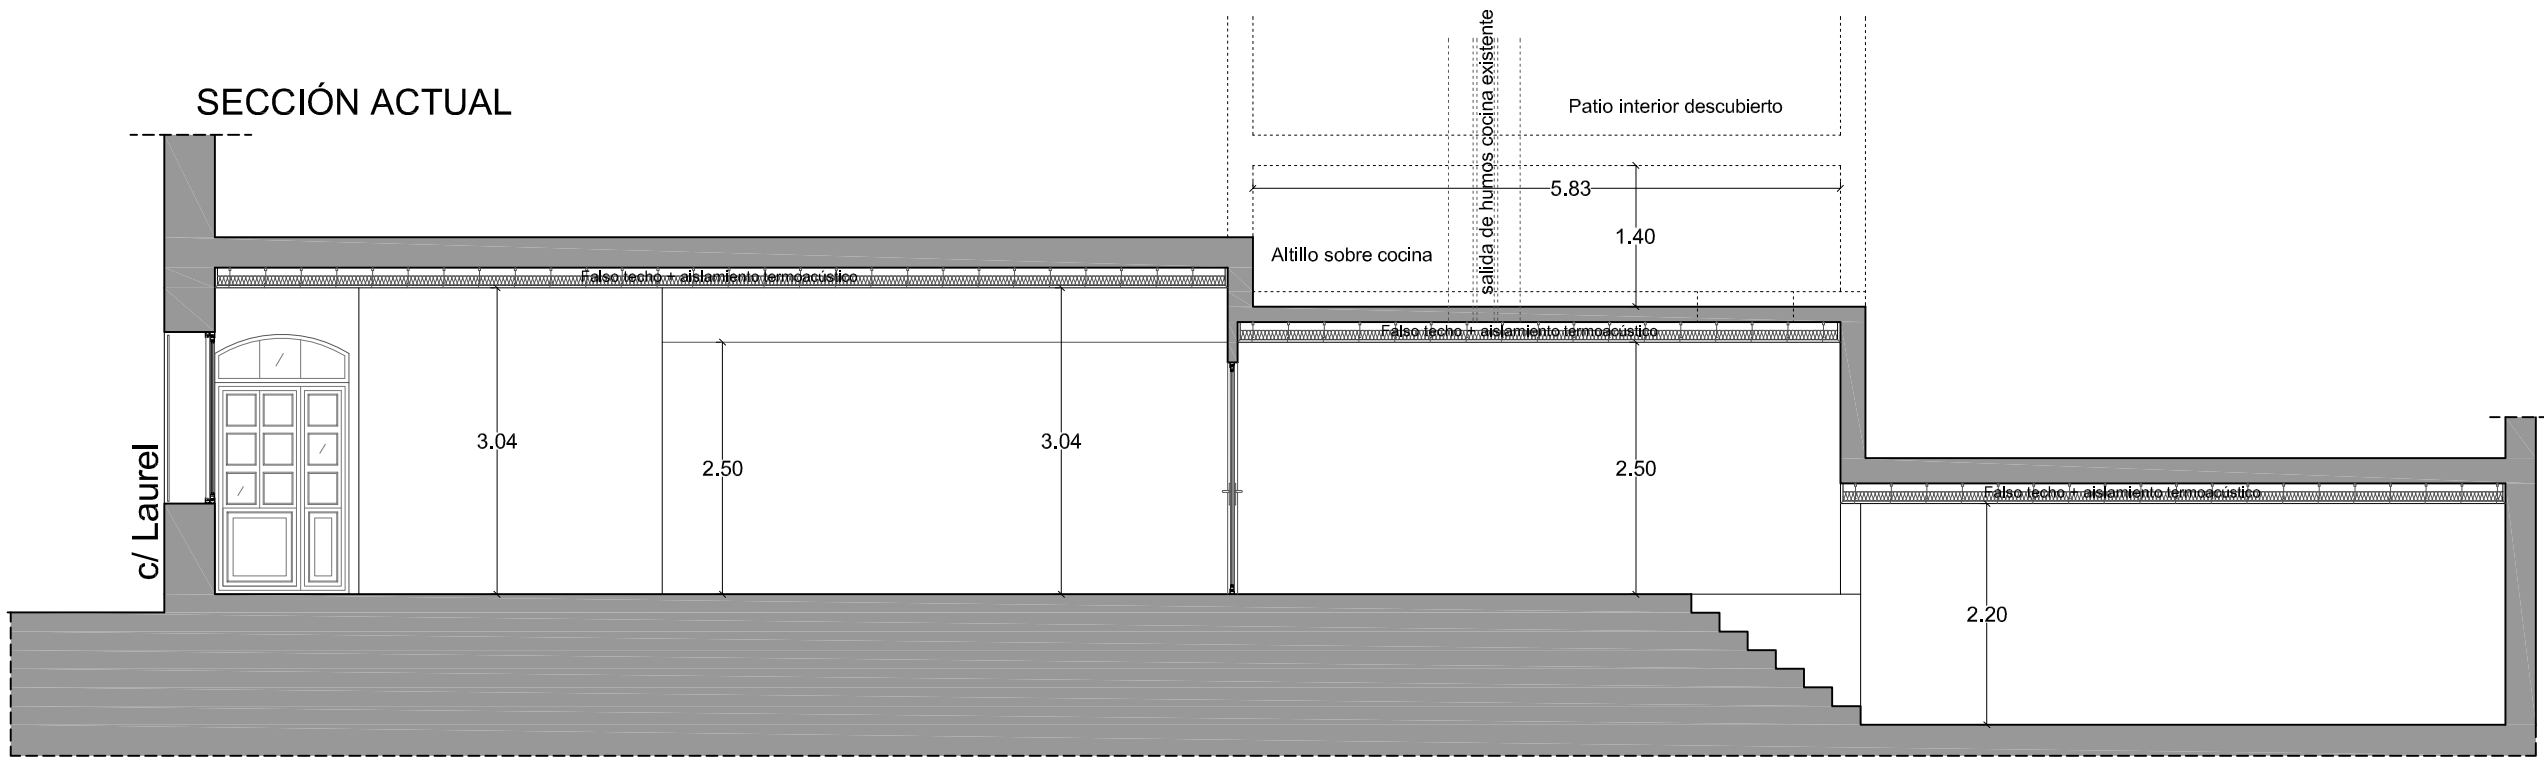 SECCIÓN ACTUAL
salida de humos cocina existente
Patio interior descubierto
5.83
1.40
Altillo sobre cocina
Falso techo + aislamiento termoacústico
Falso techo + aislamiento termoacústico
3.04
3.04
2.50
2.50
c/ Laurel
Falso techo + aislamiento termoacústico
2.20